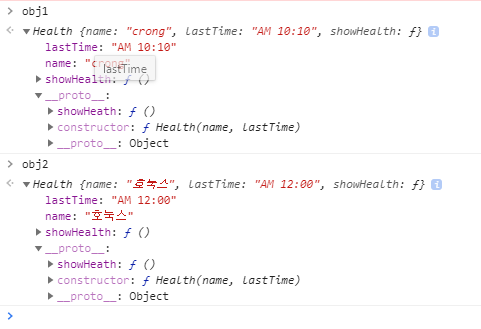 obj1
Health {name: "crong", lastTime: "AM 10:10", showHealth: ƒ} i
lastTime: "AM 10:10"
name: "crong"
lastTime
showHealth: ƒ ()
__proto__:
showHeath: ƒ ()
constructor: ƒ Health(name, lastTime)
__proto__: Object
obj2
Health {name: "호눅스", lastTime: "AM 12:00", showHealth: ƒ} i
lastTime: "AM 12:00"
name: "호눅스"
showHealth: ƒ ()
__proto__:
showHeath: ƒ ()
constructor: ƒ Health(name, lastTime)
__proto__: Object